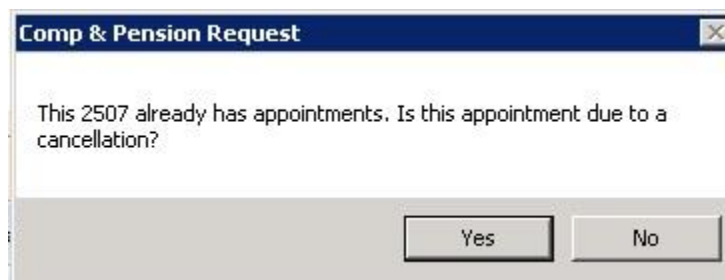 Comp & Pension Request
This 2507 already has appointments. Is this appointment due to a
cancellation?
Yes
No